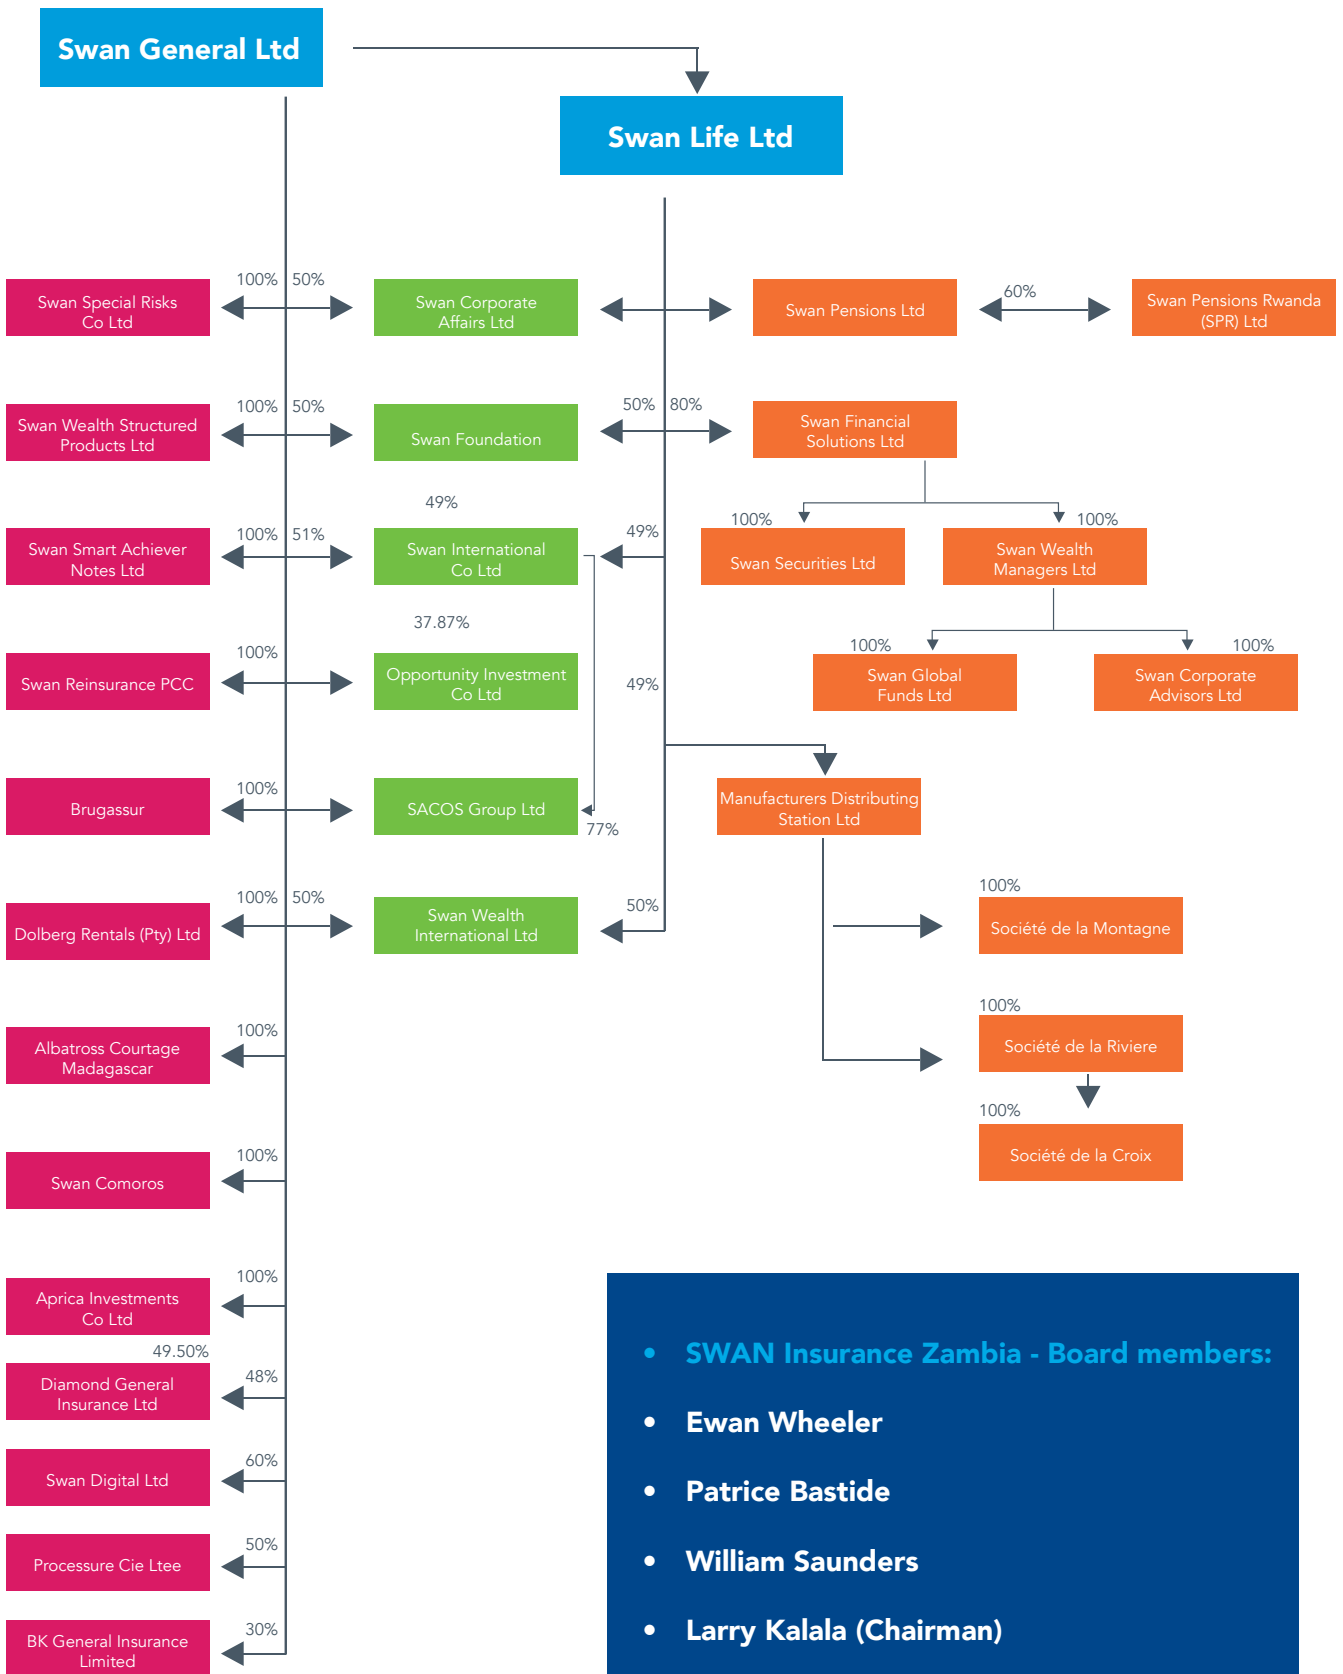 Swan General Ltd
Swan Life Ltd
100% 50%
Swan Special Risks
Co Ltd
Swan Corporate
Affairs Ltd
Swan Pensions Ltd
60%
Swan Pensions Rwanda
(SPR) Ltd
100% 50%
Swan Wealth Structured
Products Ltd
Swan Foundation
50% 80%
Swan Financial
Solutions Ltd
49%
100% 51%
Swan Smart Achiever
Notes Ltd
Swan International
Co Ltd
49%
100%
Swan Securities Ltd
100%
Swan Wealth
Managers Ltd
37.87%
100%
Swan Reinsurance PCC
Opportunity Investment
Co Ltd
49%
100%
Swan Global
Funds Ltd
100%
Swan Corporate
Advisors Ltd
100%
Brugassur
SACOS Group Ltd
77%
Manufacturers Distributing
Station Ltd
100% 50%
Dolberg Rentals (Pty) Ltd
Swan Wealth
International Ltd
50%
100%
Société de la Montagne
100%
Albatross Courtage
Madagascar
100%
Société de la Riviere
100%
Société de la Croix
100%
Swan Comoros
100%
Aprica Investments
Co Ltd
49.50%
Diamond General
Insurance Ltd
48%
Swan Digital Ltd
60%
Processure Cie Ltee
50%
BK General Insurance
Limited
30%
• SWAN Insurance Zambia - Board members:
• Ewan Wheeler
• Patrice Bastide
• William Saunders
• Larry Kalala (Chairman)